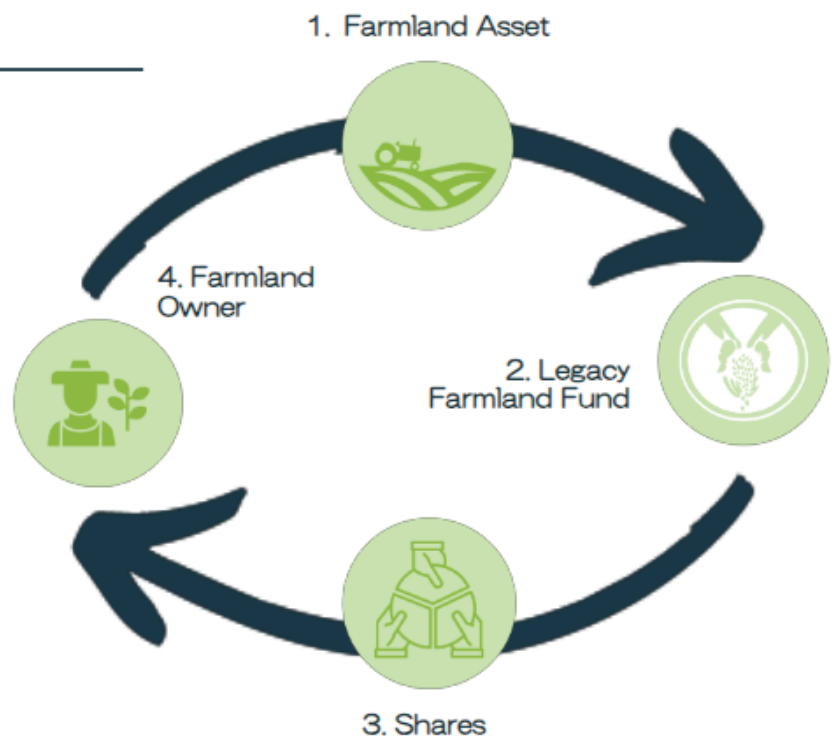 1. Farmland Asset
4. Farmland
Owner
2. Legacy
Farmland Fund
3. Shares